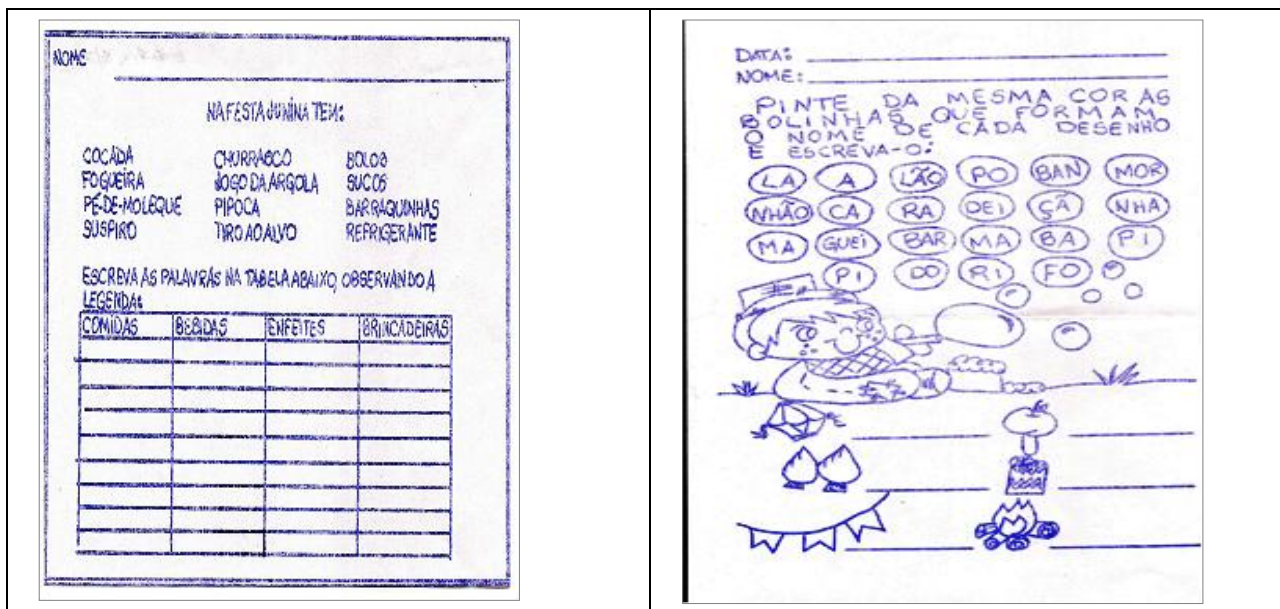 NOME
NA FESTA JUNINA TEM:
COCADA CHURRASCO BOLOS
FOGUEIRA JOGO DA ARGOLA SUCOS
PÉ-DE-MOLEQUE PIPOCA BARRAQUINHAS
SUSPIRO TIRO AO ALVO REFRIGERANTE
ESCREVA AS PALAVRAS NA TABELA ABAIXO, OBSERVANDO A
LEGENDA:
COMIDAS BEBIDAS ENFEITES BRINCADEIRAS
DATA:
NOME:
PINTE DA MESMA COR AS
BOLINHAS QUE FORMAM
O NOME DE CADA DESENHO
E ESCREVA-O:
LA A LÃO PO BAN MOR
NHÃO CA RA DEI ÇÃ NHA
MA GUEI BAR MA BA PI
PI DO RI FO